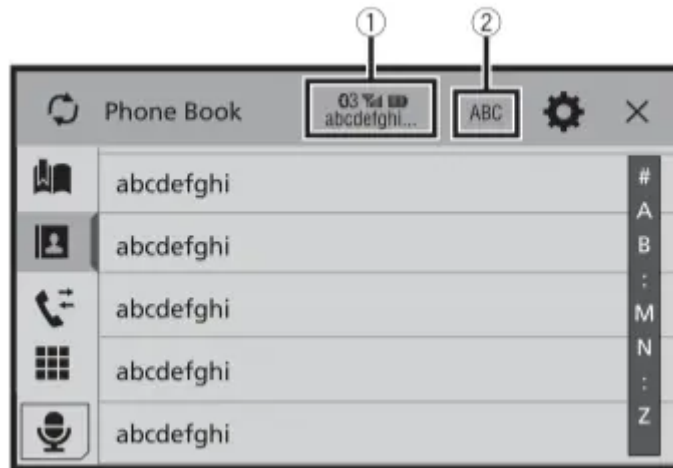 ① ②
Phone Book
03
abcdefghi...
ABC
abcdefghi
abcdefghi
abcdefghi
abcdefghi
abcdefghi
#
A
B
:
M
N
:
Z